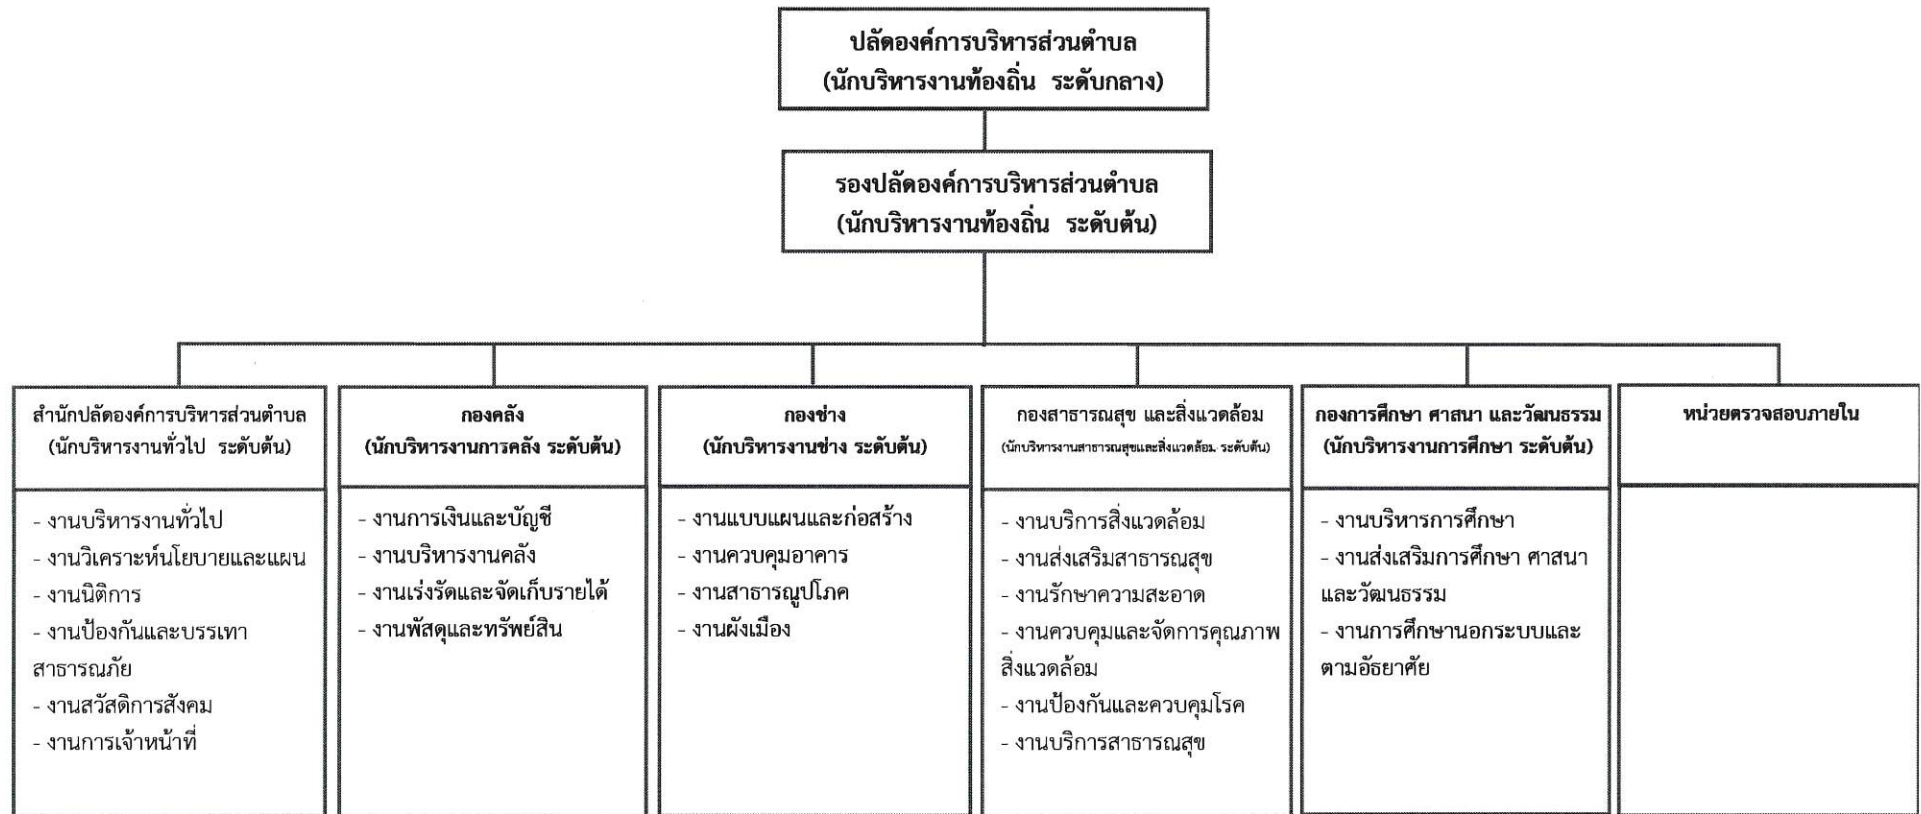 ปลัดองค์การบริหารส่วนตำบล
(นักบริหารงานท้องถิ่น ระดับกลาง)
รองปลัดองค์การบริหารส่วนตำบล
(นักบริหารงานท้องถิ่น ระดับต้น)
สำนักปลัดองค์การบริหารส่วนตำบล
(นักบริหารงานทั่วไป ระดับต้น)
- งานบริหารงานทั่วไป
- งานวิเคราะห์นโยบายและแผน
- งานนิติการ
- งานป้องกันและบรรเทา
สาธารณภัย
- งานสวัสดิการสังคม
- งานการเจ้าหน้าที่
กองคลัง
(นักบริหารงานการคลัง ระดับต้น)
- งานการเงินและบัญชี
- งานบริหารงานคลัง
- งานเร่งรัดและจัดเก็บรายได้
- งานพัสดุและทรัพย์สิน
กองช่าง
(นักบริหารงานช่าง ระดับต้น)
- งานแบบแผนและก่อสร้าง
- งานควบคุมอาคาร
- งานสาธารณูปโภค
- งานผังเมือง
กองสาธารณสุข และสิ่งแวดล้อม
(นักบริหารงานสาธารณสุขและสิ่งแวดล้อม ระดับต้น)
- งานบริการสิ่งแวดล้อม
- งานส่งเสริมสาธารณสุข
- งานรักษาความสะอาด
- งานควบคุมและจัดการคุณภาพ
สิ่งแวดล้อม
- งานป้องกันและควบคุมโรค
- งานบริการสาธารณสุข
กองการศึกษา ศาสนา และวัฒนธรรม
(นักบริหารงานการศึกษา ระดับต้น)
- งานบริหารการศึกษา
- งานส่งเสริมการศึกษา ศาสนา
และวัฒนธรรม
- งานการศึกษานอกระบบและ
ตามอัธยาศัย
หน่วยตรวจสอบภายใน